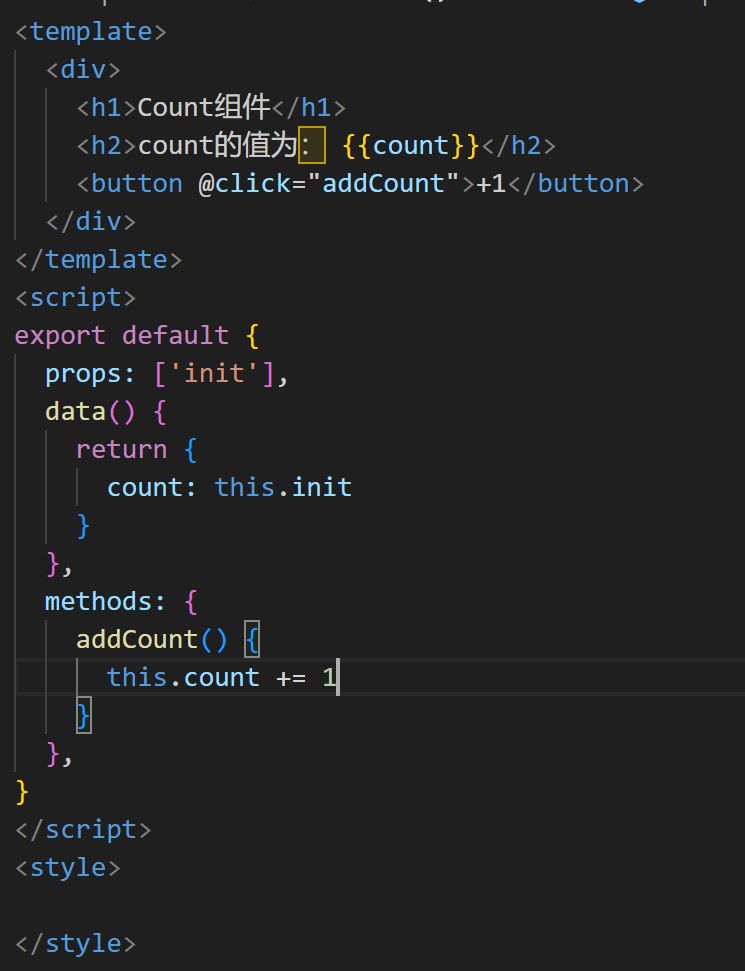 <template>
  <div>
    <h1>Count组件</h1>
    <h2>count的值为： {{count}}</h2>
    <button @click="addCount">+1</button>
  </div>
</template>
<script>
export default {
  props: ['init'],
  data() {
    return {
      count: this.init
    }
  },
  methods: {
    addCount() {
      this.count += 1
    }
  },
}
</script>
<style>

</style>